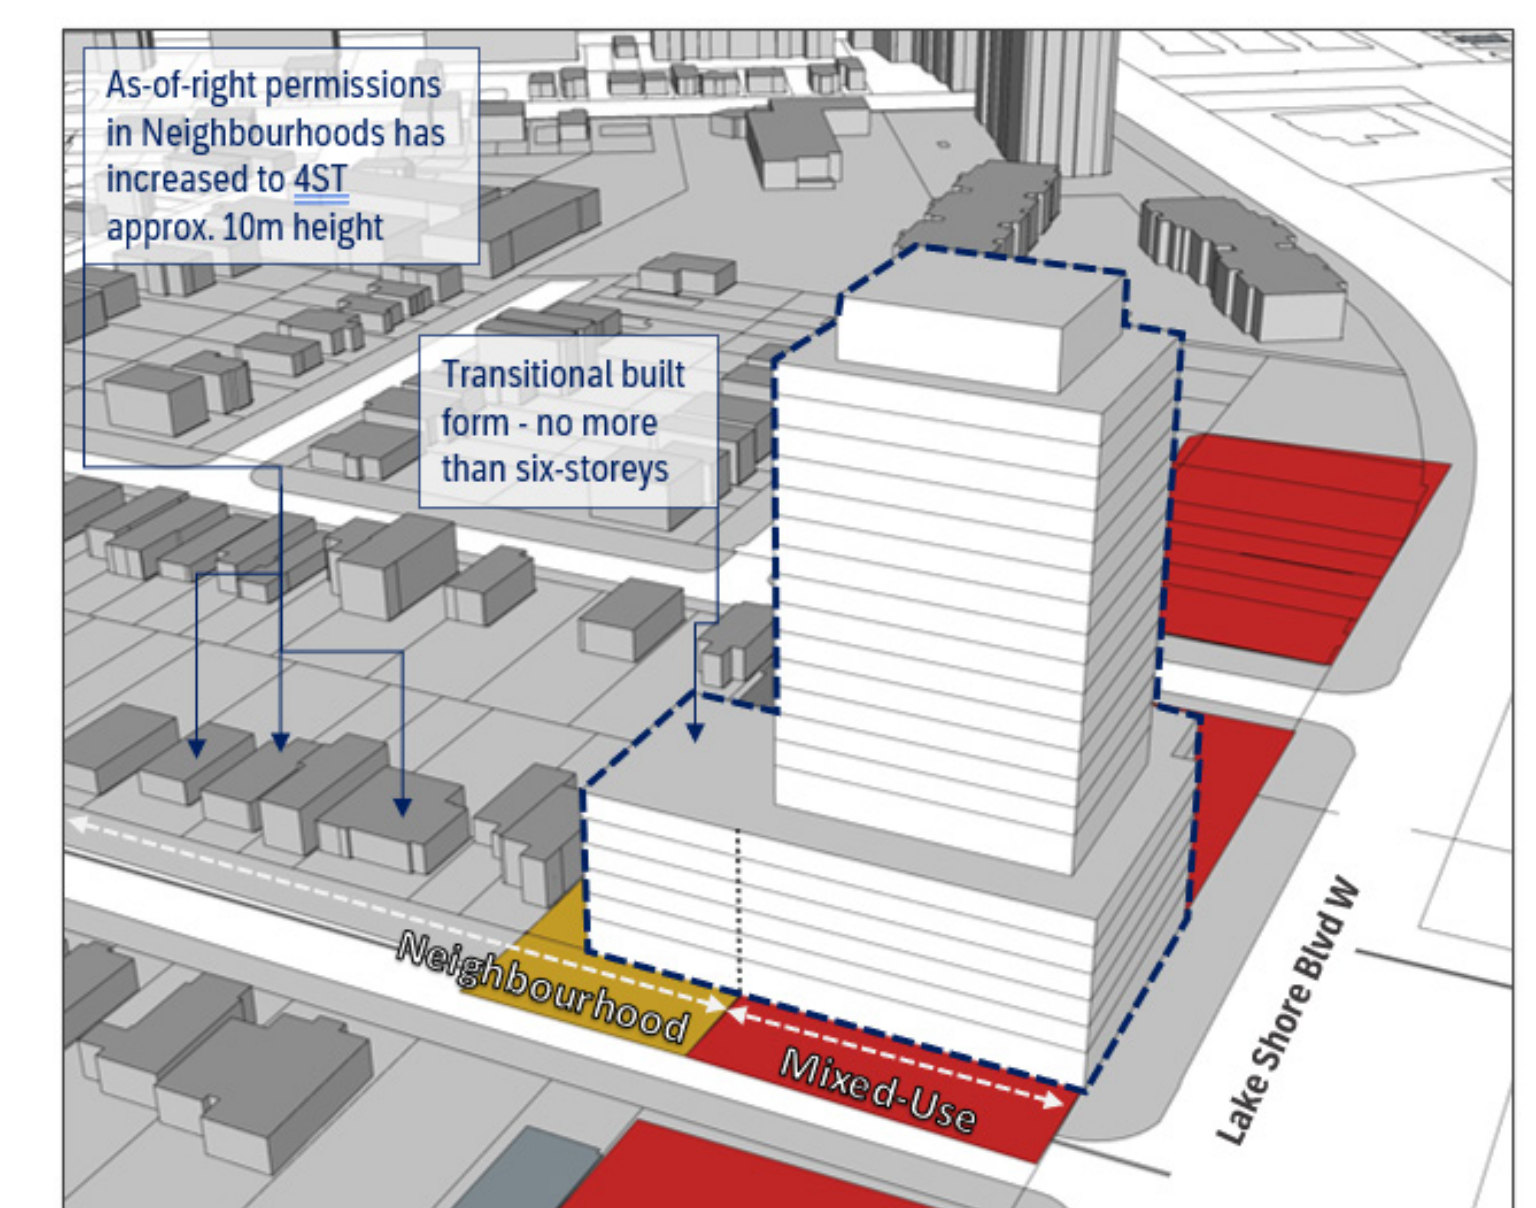 As-of-right permissions
in Neighbourhoods has
increased to 4ST
approx. 10m height
Transitional built
form - no more
than six-storeys
Neighbourhood
Mixed-Use
Lake Shore Blvd W